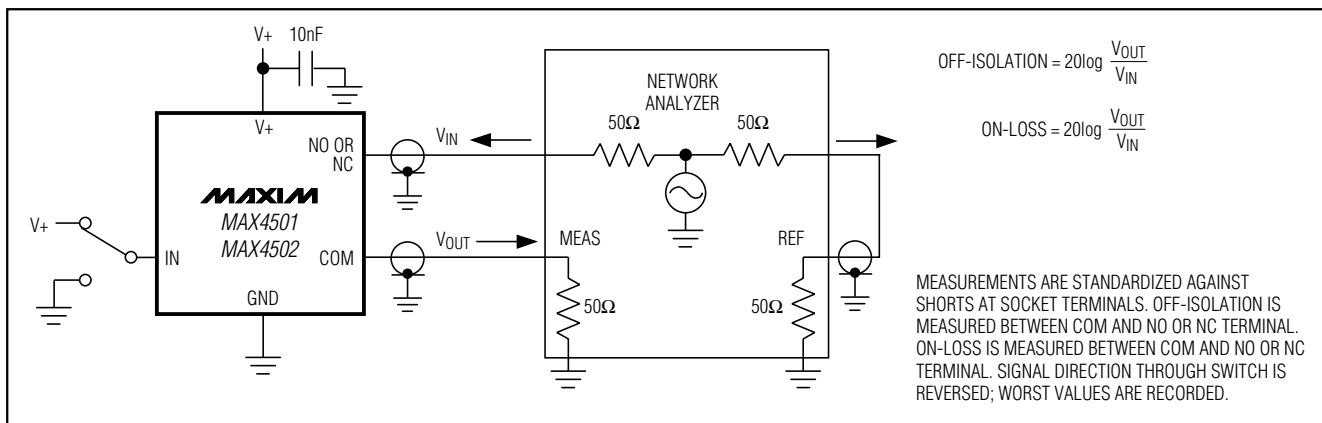 V+ 10nF
V+
NO OR
NC
MAXIM
MAX4501
MAX4502
V+
IN
COM
GND
VIN
VOUT
NETWORK
ANALYZER
50Ω 50Ω
MEAS REF
50Ω 50Ω
OFF-ISOLATION = 20log VOUT
VIN
ON-LOSS = 20log VOUT
VIN
MEASUREMENTS ARE STANDARDIZED AGAINST
SHORTS AT SOCKET TERMINALS. OFF-ISOLATION IS
MEASURED BETWEEN COM AND NO OR NC TERMINAL.
ON-LOSS IS MEASURED BETWEEN COM AND NO OR NC
TERMINAL. SIGNAL DIRECTION THROUGH SWITCH IS
REVERSED; WORST VALUES ARE RECORDED.